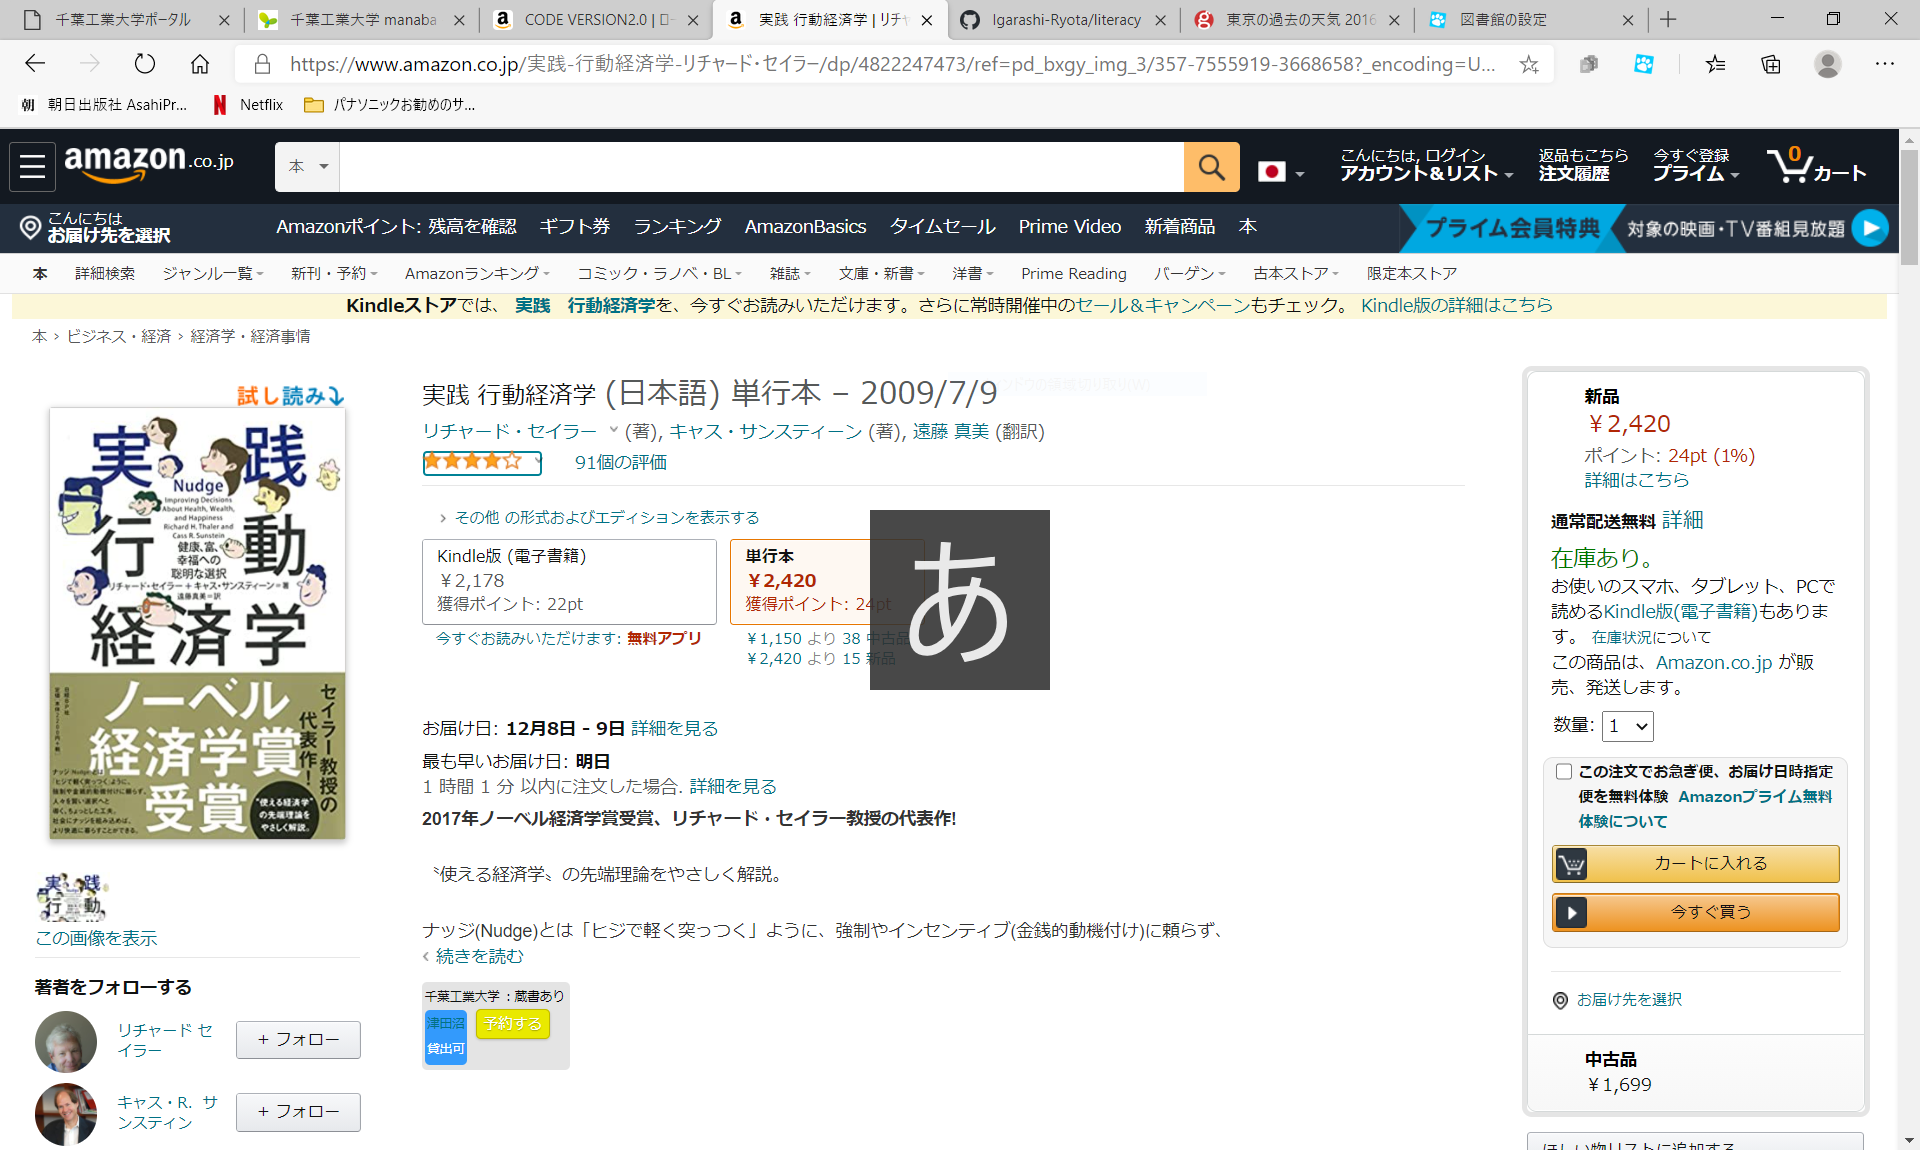 千葉工業大学ポータル
千葉工業大学 manaba
CODE VERSION2.0 | ロー
実践 行動経済学 | リチャ
Igarashi-Ryota/literacy
東京の過去の天気 2016
図書館の設定
https://www.amazon.co.jp/実践-行動経済学-リチャード・セイラー/dp/4822247473/ref=pd_bxgy_img_3/357-7555919-3668658?_encoding=U...
朝日出版社 AsahiPr...
Netflix
パナソニックお勧めのサ...
amazon.co.jp
本
こんにちは, ログイン
アカウント&リスト
返品もこちら
注文履歴
今すぐ登録
プライム
0
カート
こんにちは
お届け先を選択
Amazonポイント: 残高を確認 ギフト券 ランキング AmazonBasics タイムセール Prime Video 新着商品 本
プライム会員特典 対象の映画・TV番組見放題
本 詳細検索 ジャンル一覧 新刊・予約 Amazonランキング コミック・ラノベ・BL 雑誌 文庫・新書 洋書 Prime Reading バーゲン 古本ストア 限定本ストア
Kindleストアでは、 実践 行動経済学を、今すぐお読みいただけます。さらに常時開催中のセール&キャンペーンもチェック。 Kindle版の詳細はこちら
本 › ビジネス・経済 › 経済学・経済事情
試し読み
実践
Nudge
Improving Decisions
About Health, Wealth,
and Happiness
Richard H. Thaler and
Cass R. Sunstein
行動
健康、富、
幸福への
聡明な選択
リチャード・セイラー+キャス・サンスティーン=著
遠藤真美=訳
経済学
セイラー教授の
代表作!
ノーベル
経済学賞
受賞
"使える経済学"
の先端理論を
やさしく解説。
この画像を表示
著者をフォローする
リチャード セイラー
+ フォロー
キャス・R. サンスティン
+ フォロー
実践 行動経済学 (日本語) 単行本 – 2009/7/9
リチャード・セイラー (著), キャス・サンスティーン (著), 遠藤 真美 (翻訳)
91個の評価
› その他 の形式およびエディションを表示する
Kindle版 (電子書籍)
￥2,178
獲得ポイント: 22pt
今すぐお読みいただけます: 無料アプリ
単行本
￥2,420
獲得ポイント: 24pt
￥1,150 より 38 中古品
￥2,420 より 15 新品
あ
お届け日: 12月8日 - 9日 詳細を見る
最も早いお届け日: 明日
1 時間 1 分 以内に注文した場合. 詳細を見る
2017年ノーベル経済学賞受賞、リチャード・セイラー教授の代表作!
〝使える経済学〟の先端理論をやさしく解説。
ナッジ(Nudge)とは「ヒジで軽く突っつく」ように、強制やインセンティブ(金銭的動機付け)に頼らず、
‹ 続きを読む
千葉工業大学 : 蔵書あり
津田沼
貸出可
予約する
新品
￥2,420
ポイント: 24pt (1%)
詳細はこちら
通常配送無料 詳細
在庫あり。
お使いのスマホ、タブレット、PCで
読めるKindle版(電子書籍)もありま
す。 在庫状況について
この商品は、Amazon.co.jp が販
売、発送します。
数量: 1
この注文でお急ぎ便、お届け日時指定
便を無料体験 Amazonプライム無料
体験について
カートに入れる
今すぐ買う
お届け先を選択
中古品
￥1,699
ほしい物リストに追加する